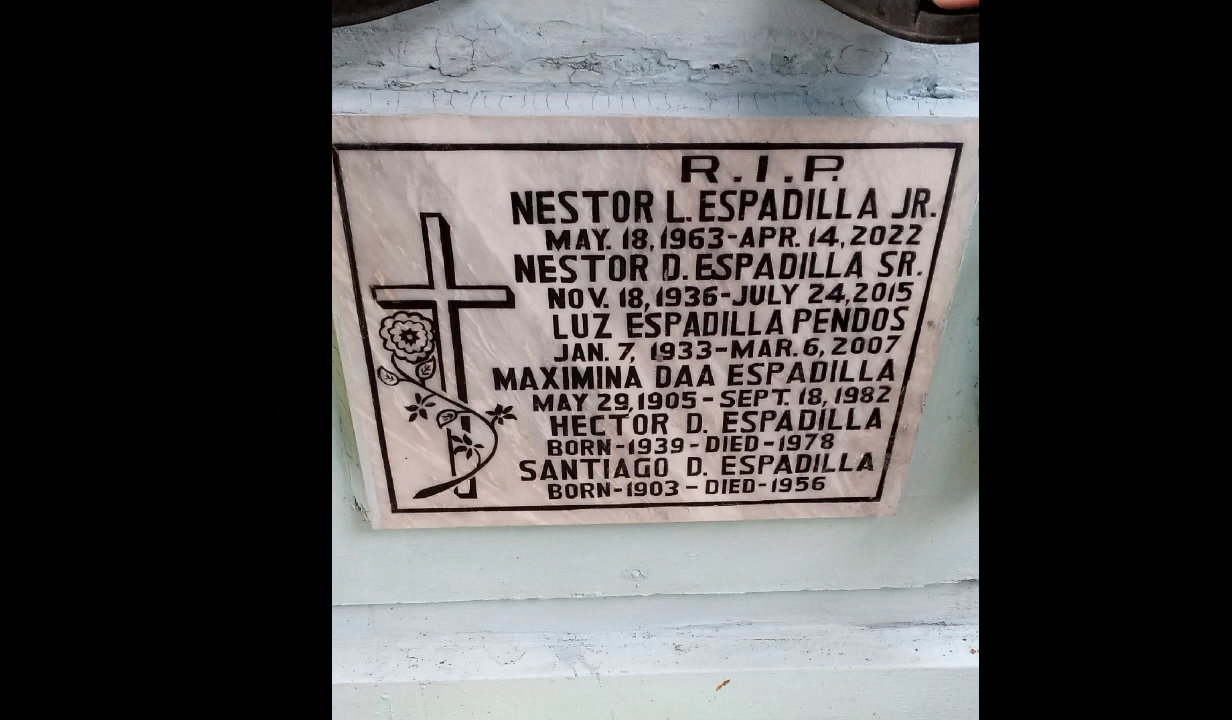 R.I.P.
NESTOR L. ESPADILLA JR.
MAY. 18, 1963-APR. 14, 2022
NESTOR D. ESPADILLA SR.
NOV. 18, 1936-JULY 24, 2015
LUZ ESPADILLA PENDOS
JAN. 7, 1933-MAR. 6, 2007
MAXIMINA DAA ESPADILLA
MAY 29, 1905 - SEPT. 18, 1982
HECTOR D. ESPADILLA
BORN-1939 - DIED-1978
SANTIAGO D. ESPADILLA
BORN-1903 - DIED-1956